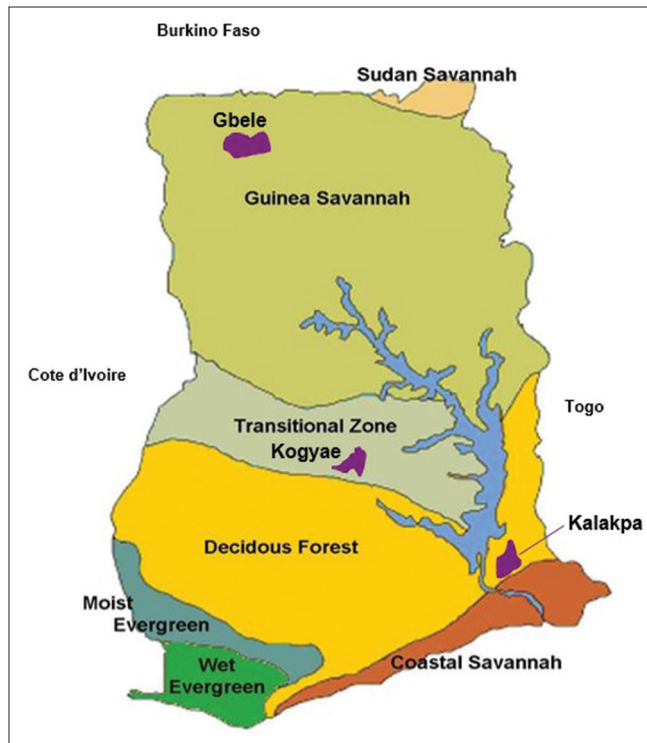 Burkino Faso
Sudan Savannah
Gbele
Guinea Savannah
Cote d'Ivoire
Togo
Transitional Zone
Kogyae
Kalakpa
Decidous Forest
Moist
Evergreen
Wet
Evergreen
Coastal Savannah